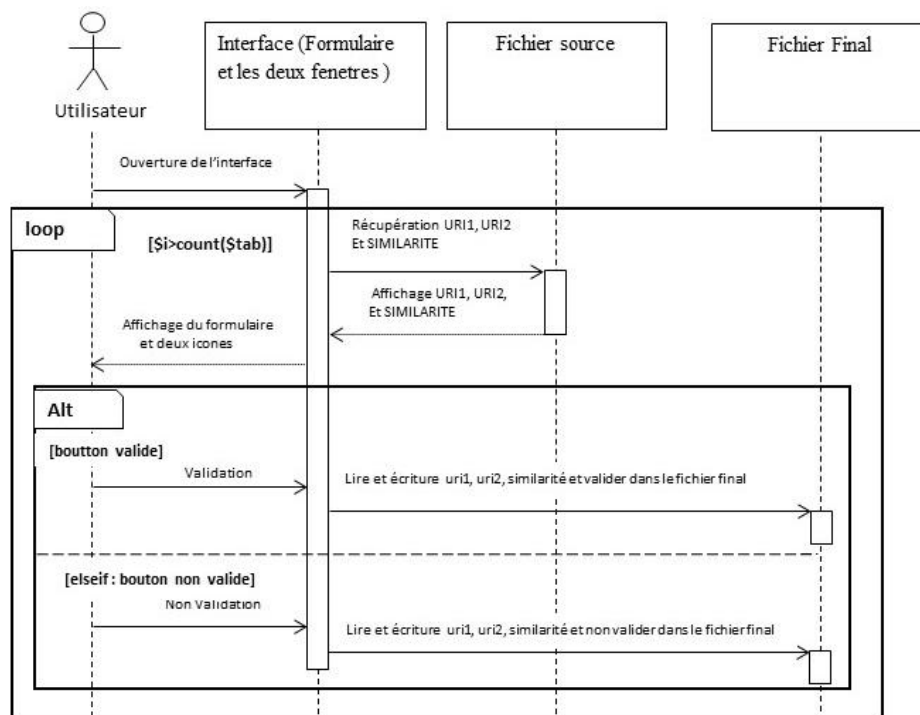 Utilisateur
Interface (Formulaire
et les deux fenetres )
Fichier source
Fichier Final
Ouverture de l'interface
loop
[$i>count($tab)]
Récupération URI1, URI2
Et SIMILARITE
Affichage URI1, URI2,
Et SIMILARITE
Affichage du formulaire
et deux icones
Alt
[boutton valide]
Validation
Lire et écriture uri1, uri2, similarité et valider dans le fichier final
[elseif : bouton non valide]
Non Validation
Lire et écriture uri1, uri2, similarité et non valider dans le fichier final